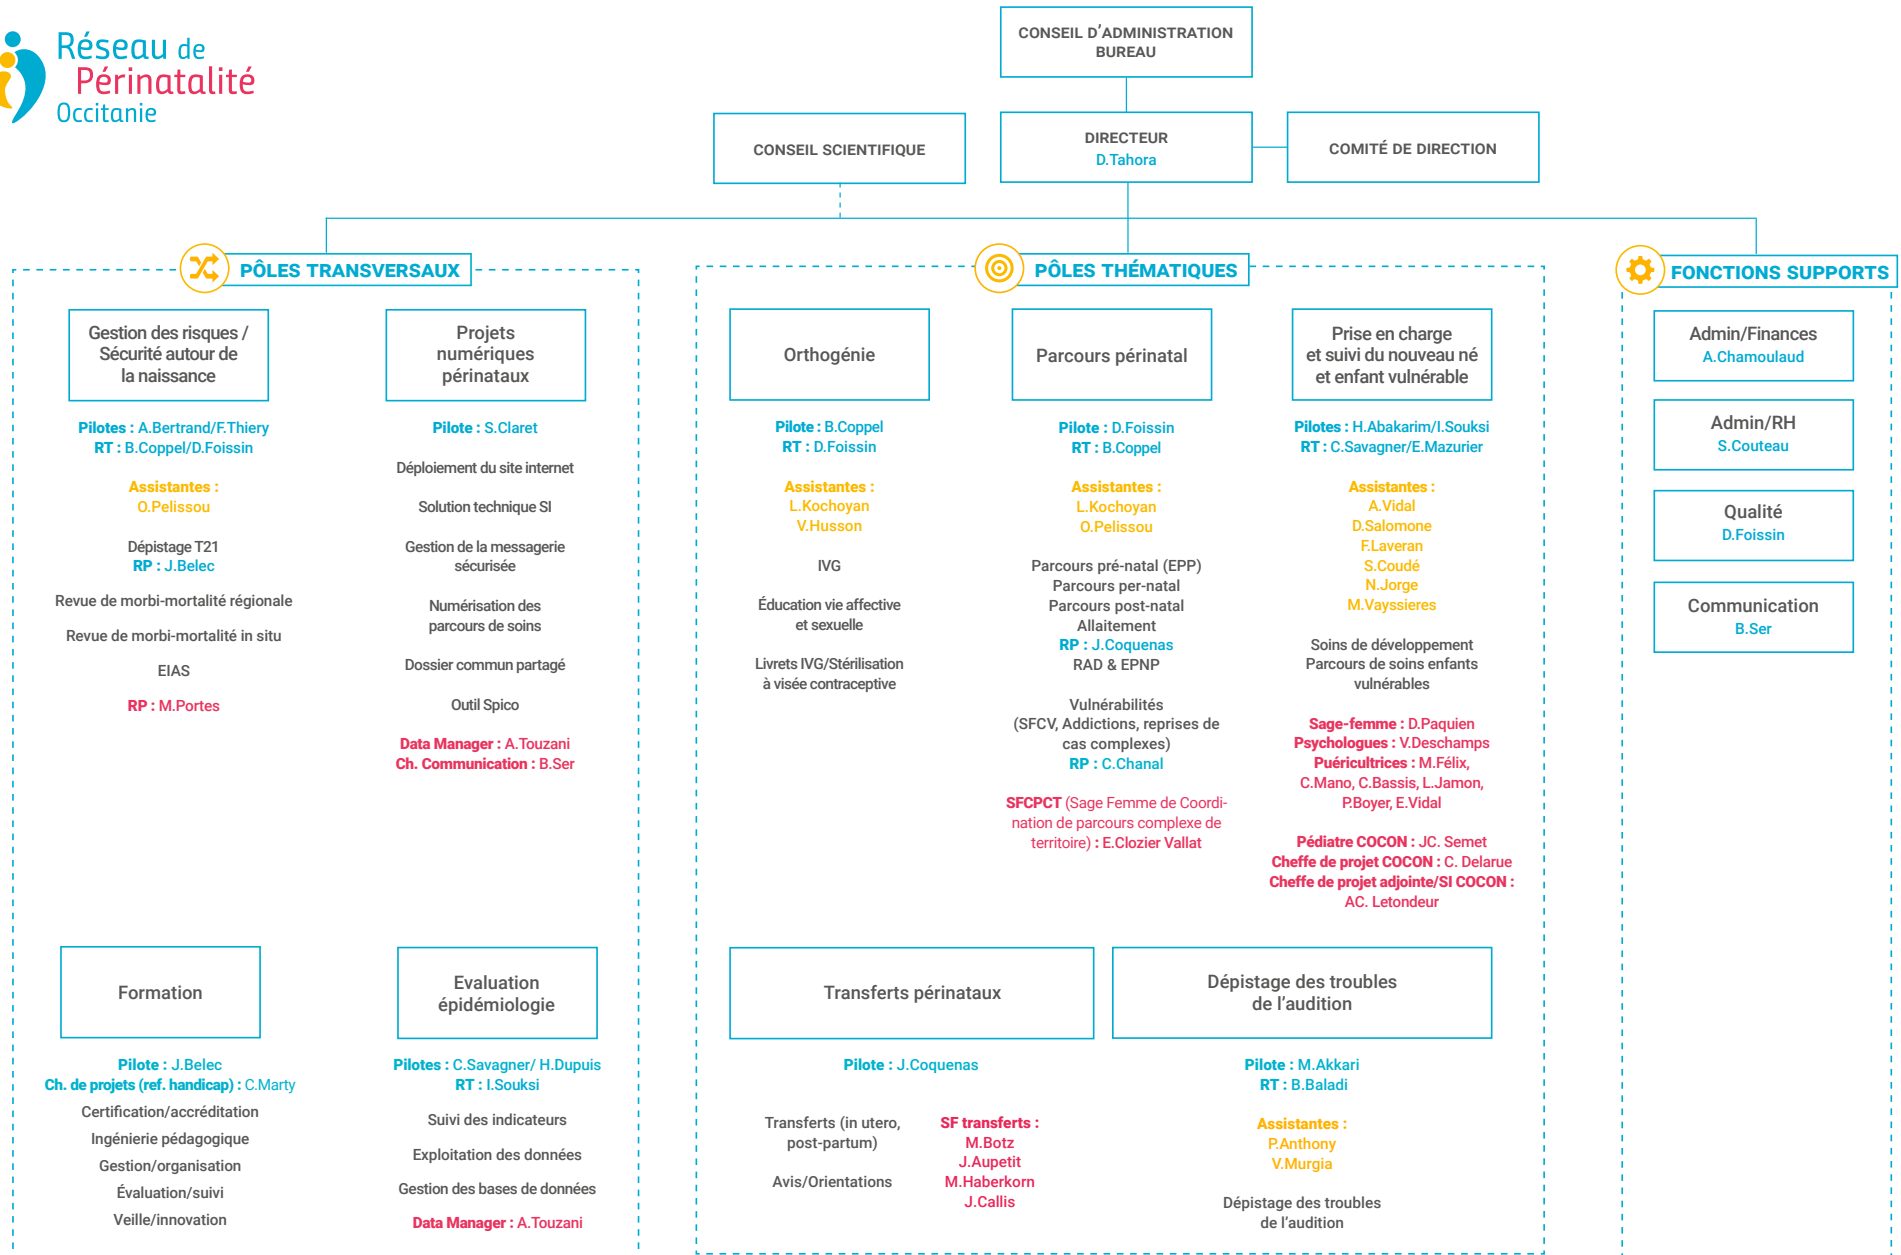 Réseau de
Périnatalité
Occitanie
CONSEIL D'ADMINISTRATION
BUREAU
CONSEIL SCIENTIFIQUE
DIRECTEUR
D.Tahora
COMITÉ DE DIRECTION
PÔLES TRANSVERSAUX
Gestion des risques /
Sécurité autour de
la naissance
Pilotes : A.Bertrand/F.Thiery
RT : B.Coppel/D.Foissin
Assistantes :
O.Pelissou
Dépistage T21
RP : J.Belec
Revue de morbi-mortalité régionale
Revue de morbi-mortalité in situ
EIAS
RP : M.Portes
Projets
numériques
périnataux
Pilote : S.Claret
Déploiement du site internet
Solution technique SI
Gestion de la messagerie
sécurisée
Numérisation des
parcours de soins
Dossier commun partagé
Outil Spico
Data Manager : A.Touzani
Ch. Communication : B.Ser
Formation
Pilote : J.Belec
Ch. de projets (ref. handicap) : C.Marty
Certification/accréditation
Ingénierie pédagogique
Gestion/organisation
Évaluation/suivi
Veille/innovation
Evaluation
épidémiologie
Pilotes : C.Savagner/ H.Dupuis
RT : I.Souksi
Suivi des indicateurs
Exploitation des données
Gestion des bases de données
Data Manager : A.Touzani
PÔLES THÉMATIQUES
Orthogénie
Pilote : B.Coppel
RT : D.Foissin
Assistantes :
L.Kochoyan
V.Husson
IVG
Éducation vie affective
et sexuelle
Livrets IVG/Stérilisation
à visée contraceptive
Parcours périnatal
Pilote : D.Foissin
RT : B.Coppel
Assistantes :
L.Kochoyan
O.Pelissou
Parcours pré-natal (EPP)
Parcours per-natal
Parcours post-natal
Allaitement
RP : J.Coquenas
RAD & EPNP
Vulnérabilités
(SFCV, Addictions, reprises de
cas complexes)
RP : C.Chanal
SFCPCT (Sage Femme de Coordi-
nation de parcours complexe de
territoire) : E.Clozier Vallat
Prise en charge
et suivi du nouveau né
et enfant vulnérable
Pilotes : H.Abakarim/I.Souksi
RT : C.Savagner/E.Mazurier
Assistantes :
A.Vidal
D.Salomone
F.Laveran
S.Coudé
N.Jorge
M.Vayssieres
Soins de développement
Parcours de soins enfants
vulnérables
Sage-femme : D.Paquien
Psychologues : V.Deschamps
Puéricultrices : M.Félix,
C.Mano, C.Bassis, L.Jamon,
P.Boyer, E.Vidal
Pédiatre COCON : JC. Semet
Cheffe de projet COCON : C. Delarue
Cheffe de projet adjointe/SI COCON :
AC. Letondeur
Transferts périnataux
Pilote : J.Coquenas
Transferts (in utero,
post-partum)
Avis/Orientations
SF transferts :
M.Botz
J.Aupetit
M.Haberkorn
J.Callis
Dépistage des troubles
de l'audition
Pilote : M.Akkari
RT : B.Baladi
Assistantes :
P.Anthony
V.Murgia
Dépistage des troubles
de l'audition
FONCTIONS SUPPORTS
Admin/Finances
A.Chamoulaud
Admin/RH
S.Couteau
Qualité
D.Foissin
Communication
B.Ser